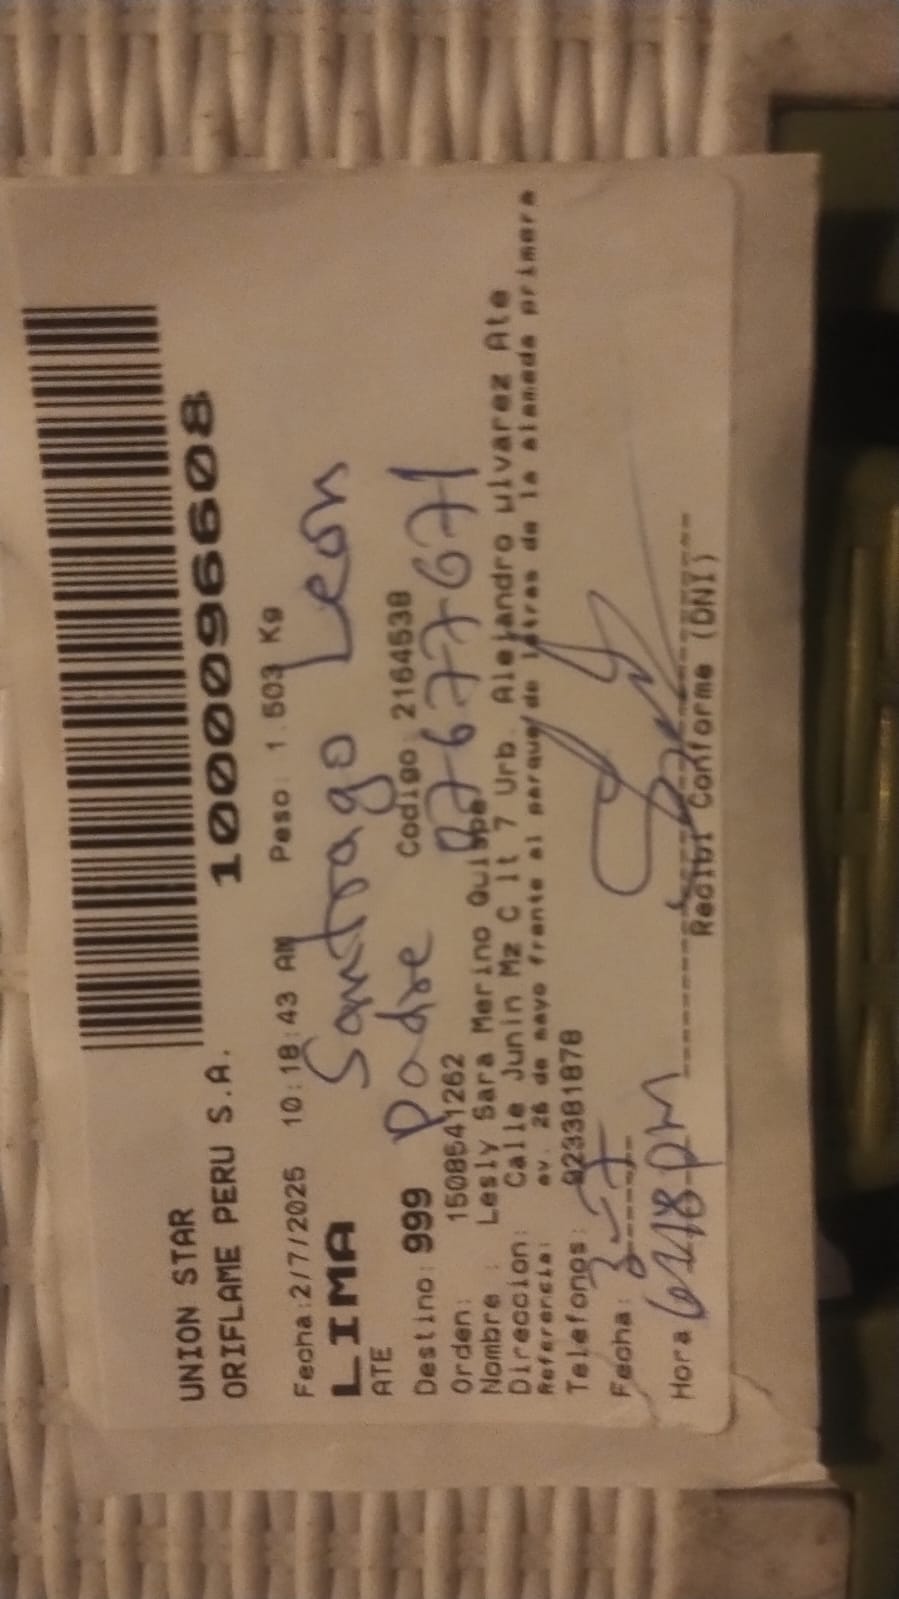 UNION STAR
ORIFLAME PERU S.A.
10000096608
Fecha:2/7/2025 10:18:43 AM Peso: 1.503 Kg
LIMA
Santiago Leon
ATE
Padre
Destino: 999 Codigo: 2164538
Orden: 1508541262
Nombre : Lesly Sara Merino Quispe
Direccion: Calle Junin Mz C lt 7 Urb. Alejandro ulvarez Ate
Referencia: av. 26 de mayo frente al parque de letras de la alameda primera
Telefonos: 923381878
Fecha: 3-7
Hora 6:18 pm
Recibi Conforme (DNI)